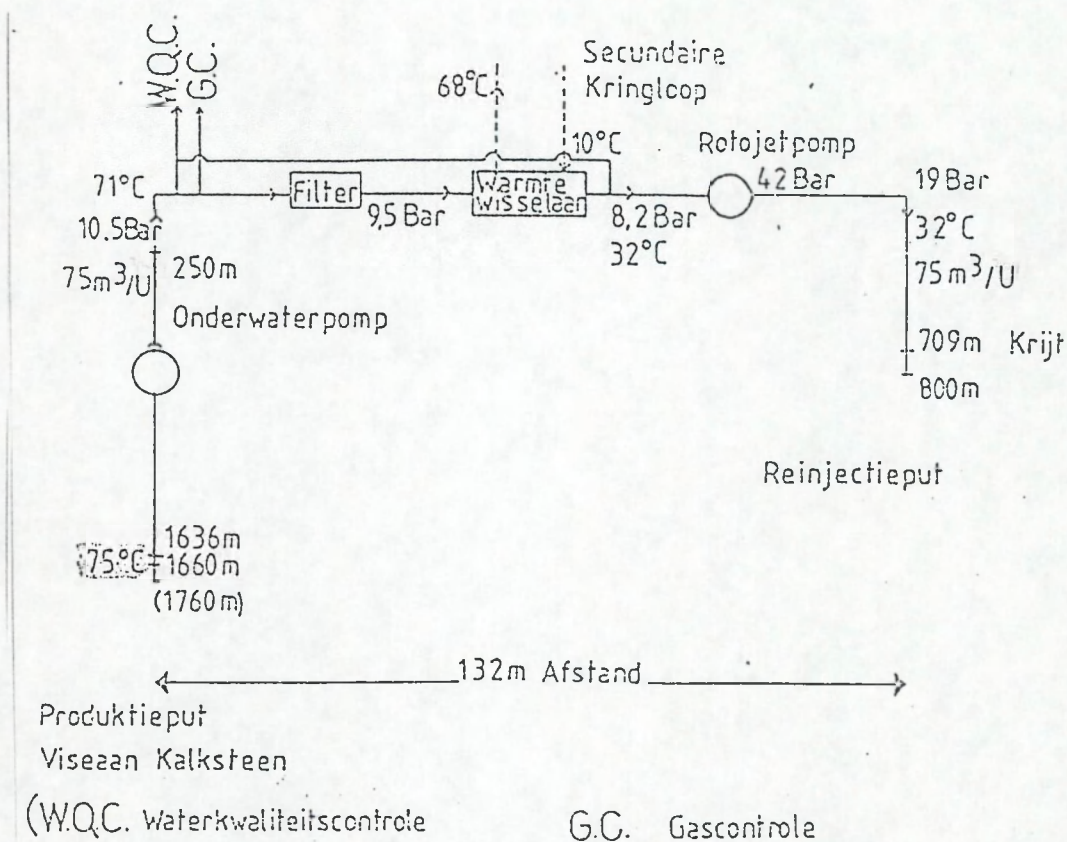 W.Q.C.
G.C.
Secundaire
Kringloop
68°C
10°C
Rotojetpomp
42 Bar
71°C
Filter
Warmte
wisselaar
19 Bar
10.5Bar
9,5 Bar
8,2 Bar
32°C
32°C
75m³/U
250m
75 m³/U
Onderwaterpomp
709m Krijt
800m
Reinjectieput
1636m
75°C
1660m
(1760m)
132m Afstand
Produktieput
Viseaan Kalksteen
(W.Q.C. Waterkwaliteitscontrole
G.C. Gascontrole